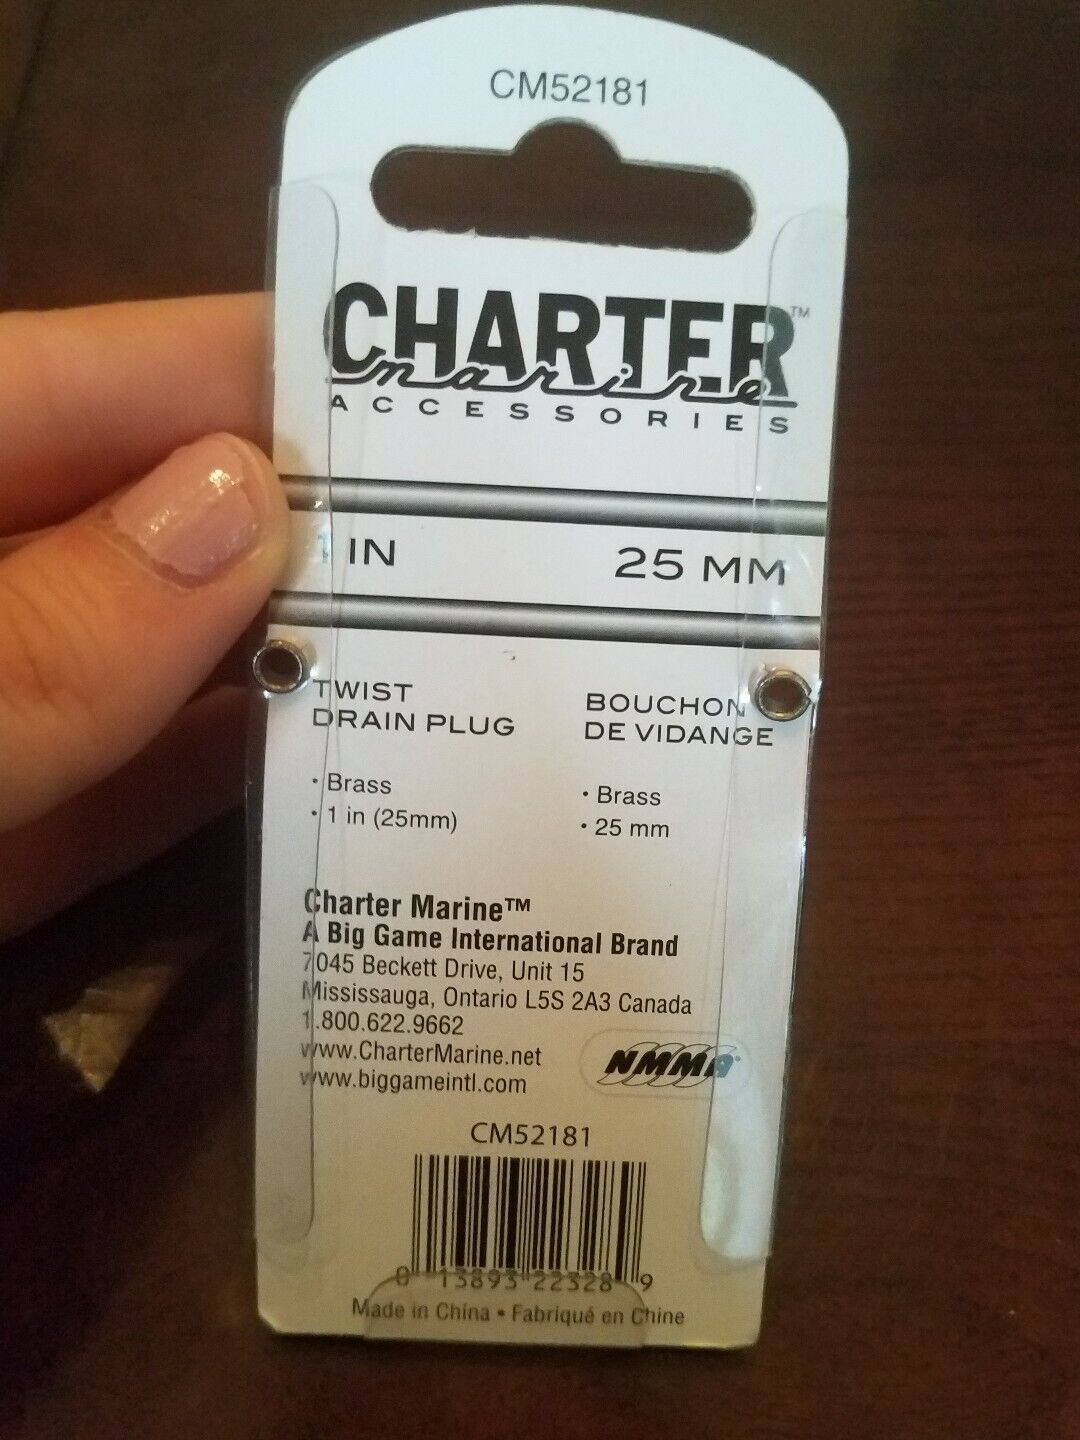 CM52181
CHARTER™
marine
ACCESSORIES
1 IN 25 MM
TWIST
DRAIN PLUG
• Brass
• 1 in (25mm)
BOUCHON
DE VIDANGE
• Brass
• 25 mm
Charter Marine™
A Big Game International Brand
7045 Beckett Drive, Unit 15
Mississauga, Ontario L5S 2A3 Canada
1.800.622.9662
www.CharterMarine.net
www.biggameintl.com
NMMA®
CM52181
0 13893 22328 9
Made in China • Fabriqué en Chine